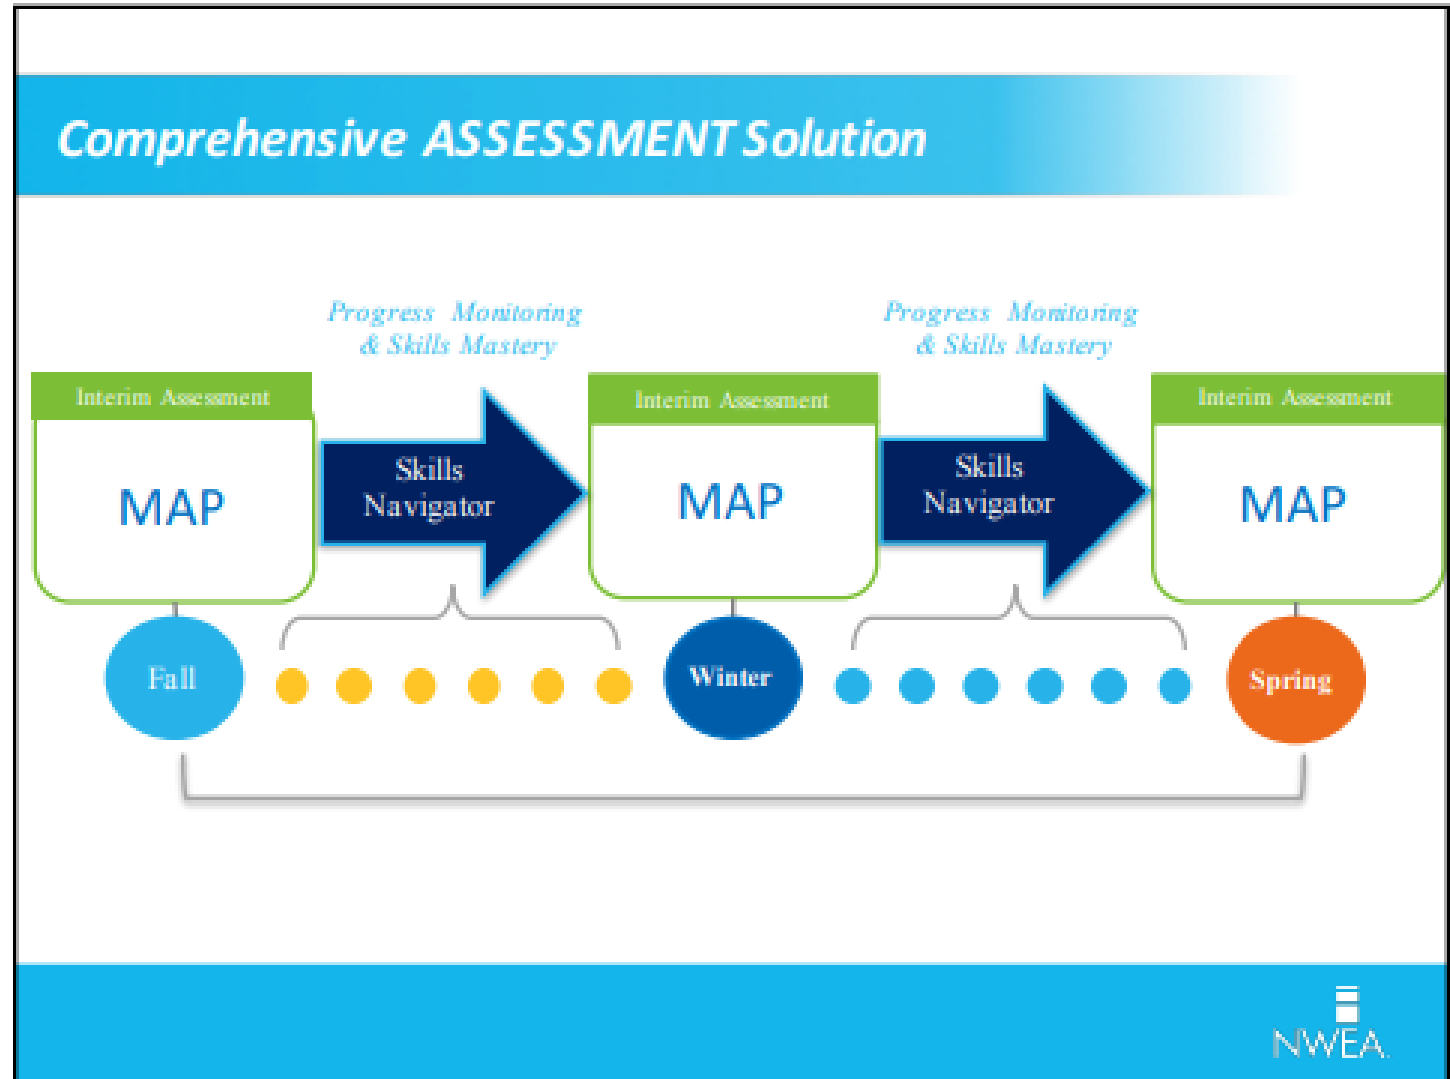 Comprehensive ASSESSMENT Solution
Progress Monitoring
& Skills Mastery
Progress Monitoring
& Skills Mastery
Interim Assessment
MAP
Skills
Navigator
Interim Assessment
MAP
Skills
Navigator
Interim Assessment
MAP
Fall
Winter
Spring
NWEA.